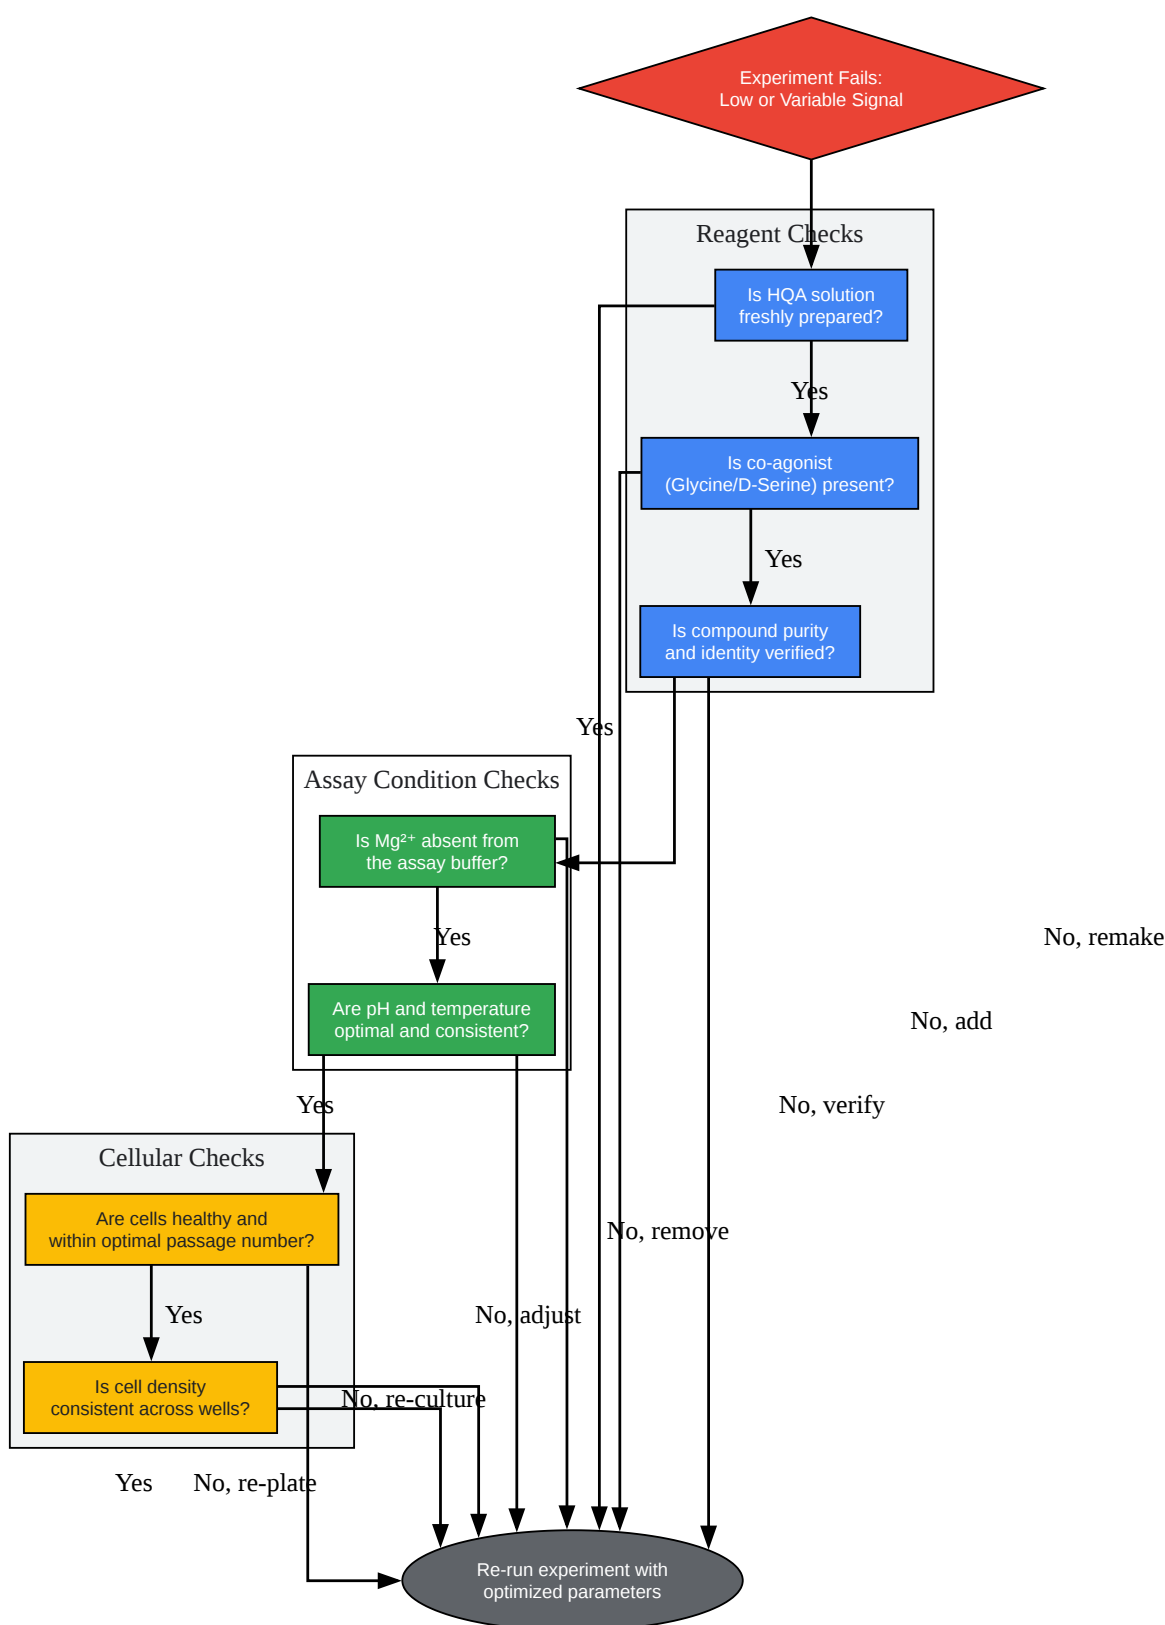 Experiment Fails:
Low or Variable Signal
Reagent Checks
Is HQA solution
freshly prepared?
Yes
Is co-agonist
(Glycine/D-Serine) present?
Yes
Is compound purity
and identity verified?
Yes
Assay Condition Checks
Is Mg²⁺ absent from
the assay buffer?
Yes
No, remake
Are pH and temperature
optimal and consistent?
No, add
Yes
No, verify
Cellular Checks
Are cells healthy and
within optimal passage number?
No, remove
Yes
No, adjust
Is cell density
consistent across wells?
No, re-culture
Yes
No, re-plate
Re-run experiment with
optimized parameters